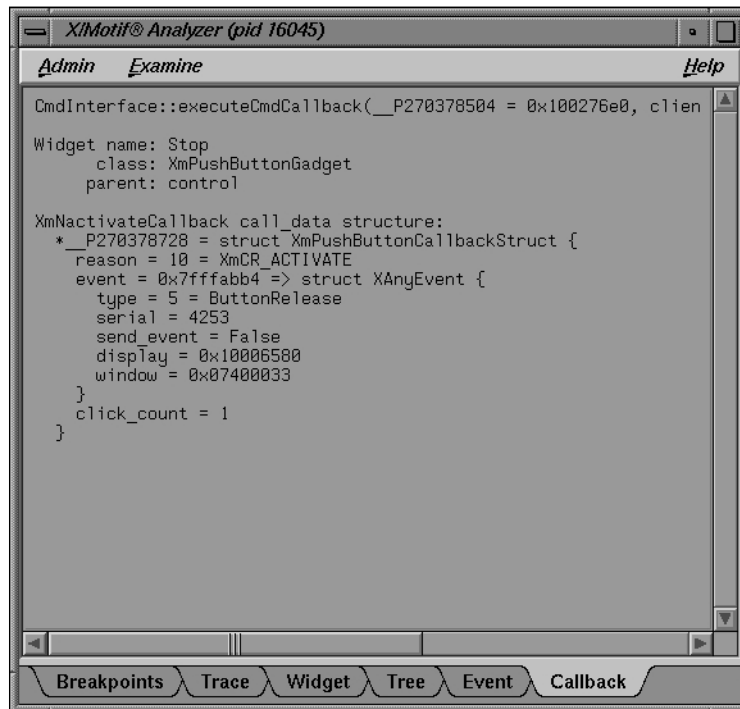 X/Motif® Analyzer (pid 16045)
Admin Examine Help
CmdInterface::executeCmdCallback(__P270378504 = 0x100276e0, clien
Widget name: Stop
class: XmPushButtonGadget
parent: control
XmNactivateCallback call_data structure:
*__P270378728 = struct XmPushButtonCallbackStruct {
reason = 10 = XmCR_ACTIVATE
event = 0x7fffabb4 => struct XAnyEvent {
type = 5 = ButtonRelease
serial = 4253
send_event = False
display = 0x10006580
window = 0x07400033
}
click_count = 1
}
Breakpoints Trace Widget Tree Event Callback